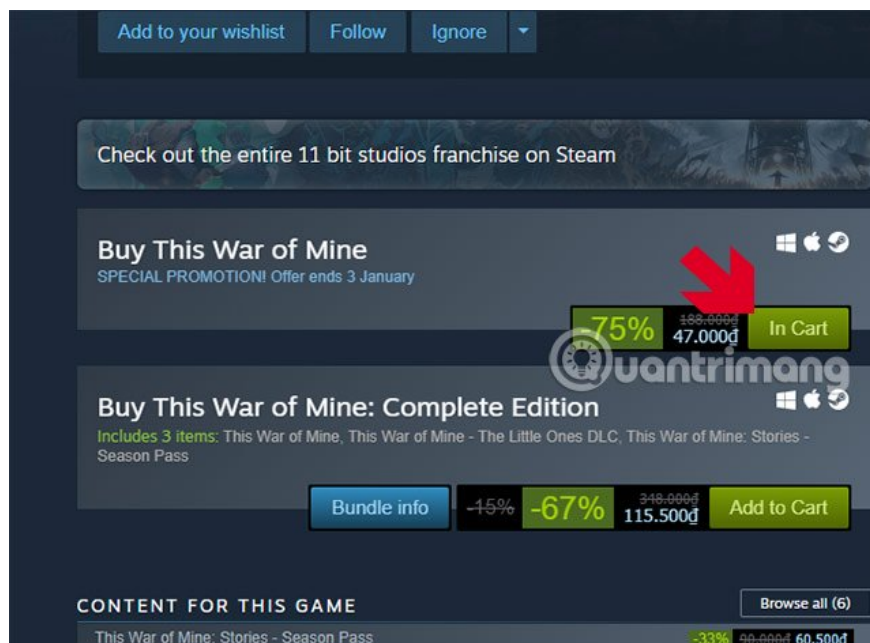 Add to your wishlist
Follow
Ignore
Check out the entire 11 bit studios franchise on Steam
Buy This War of Mine
SPECIAL PROMOTION! Offer ends 3 January
-75%
188.000₫
47.000₫
In Cart
Quantrimang
Buy This War of Mine: Complete Edition
Includes 3 items: This War of Mine, This War of Mine - The Little Ones DLC, This War of Mine: Stories -
Season Pass
Bundle info
-15%
-67%
348.000₫
115.500₫
Add to Cart
CONTENT FOR THIS GAME
Browse all (6)
This War of Mine: Stories - Season Pass
-33%
90.000₫
60.500₫